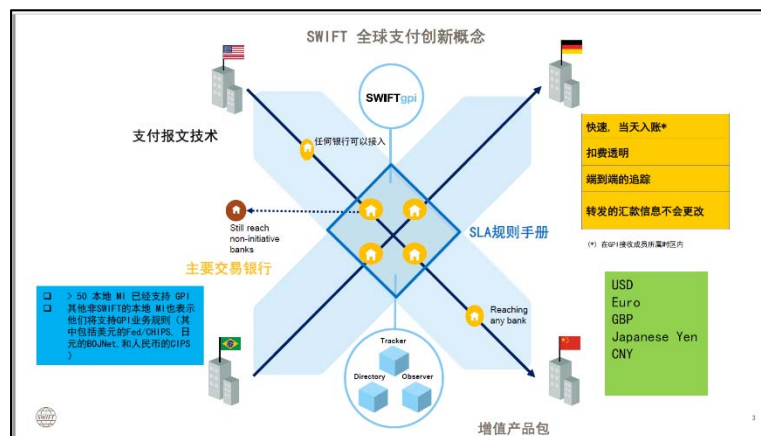 SWIFT 全球支付创新概念
SWIFTgpi
支付报文技术
任何银行可以接入
快速, 当天入账*
扣费透明
端到端的追踪
转发的汇款信息不会更改
(*) 在GPI接收成员所属时区内
SLA规则手册
Still reach
non-initiative
banks
主要交易银行
> 50 本地 MI 已经支持 GPI
其他非SWIFT的本地 MI也表示
他们将支持GPI业务规则 (其
中包括美元的Fed/CHIPS, 日
元的BOJNet,和人民币的CIPS
)
Reaching
any bank
USD
Euro
GBP
Japanese Yen
CNY
Tracker
Directory
Observer
增值产品包
SWIFT
3